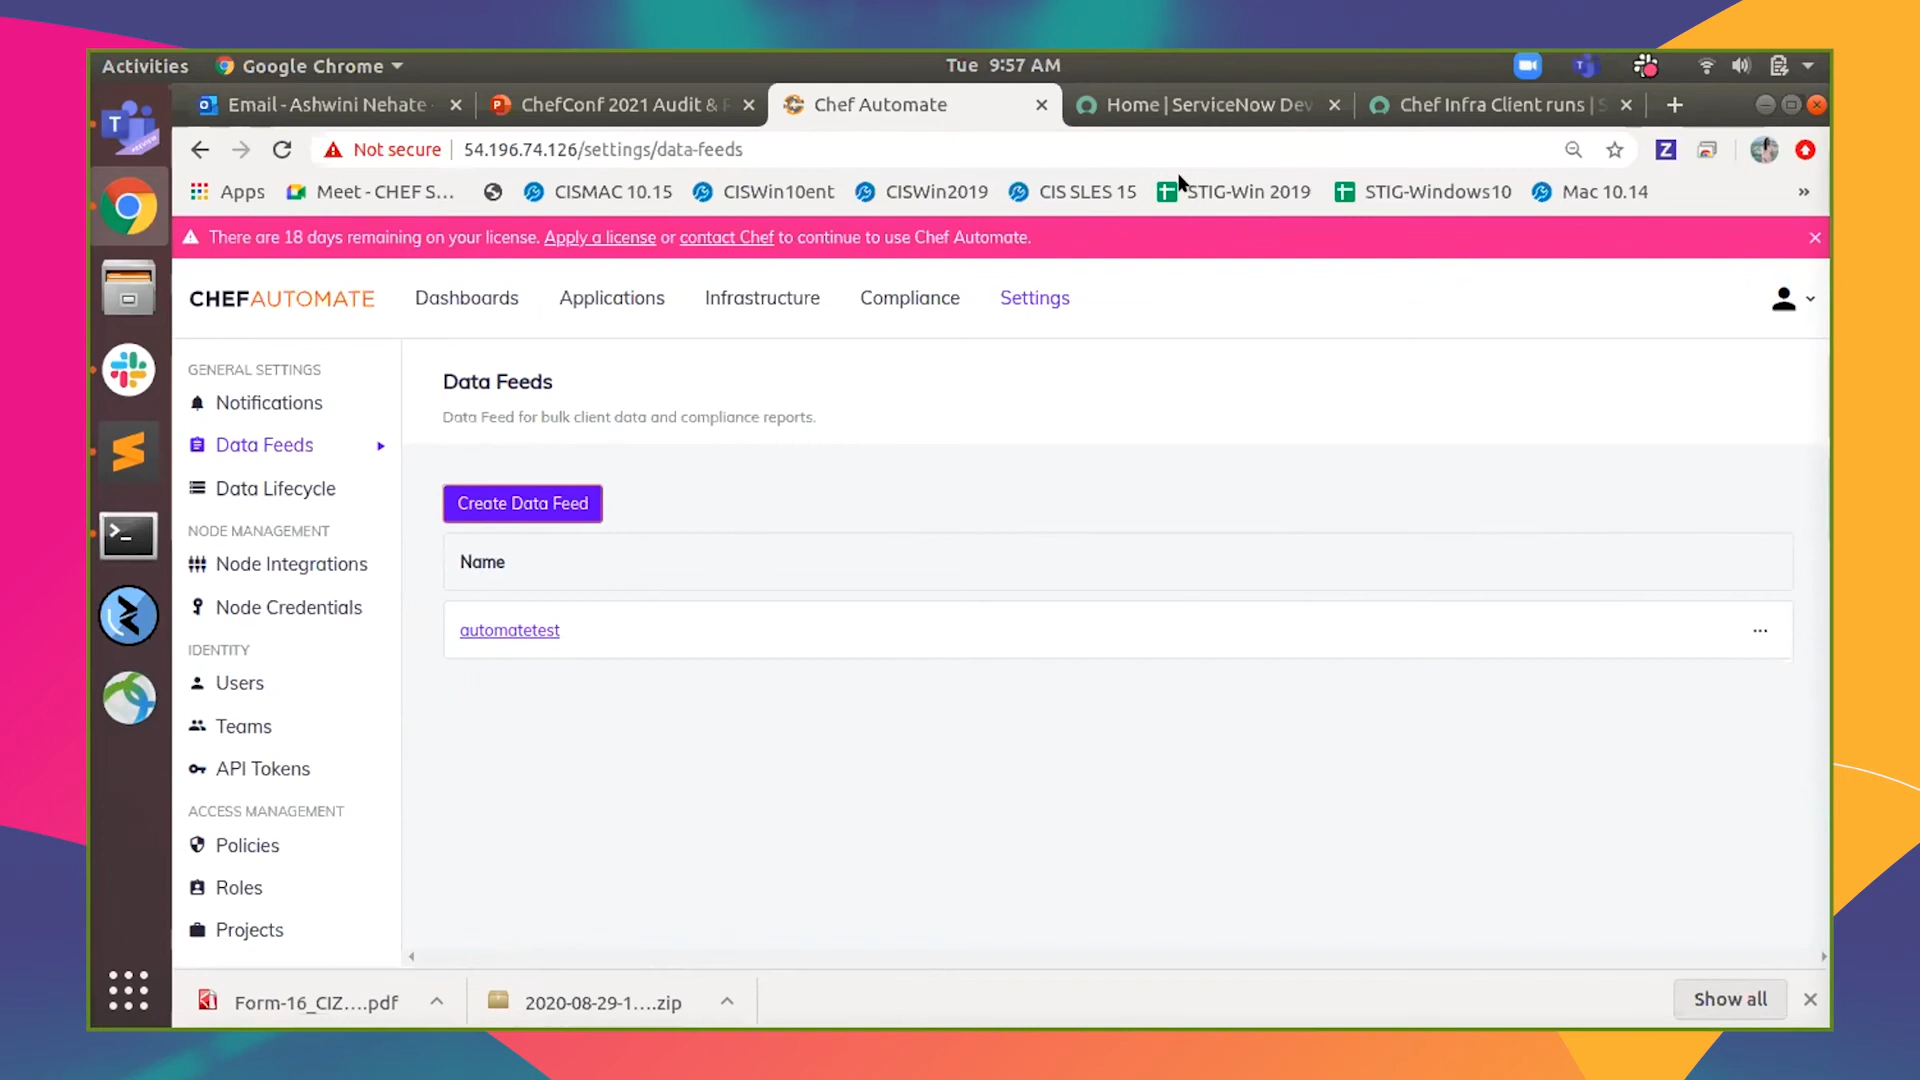 Activities Google Chrome Tue 9:57 AM
Email - Ashwini Nehate ChefConf 2021 Audit & Chef Automate Home | ServiceNow Dev Chef Infra Client runs |
Not secure 54.196.74.126/settings/data-feeds Z
Apps Meet - CHEF S... CISMAC 10.15 CISWin10ent CISWin2019 CIS SLES 15 STIG-Win 2019 STIG-Windows10 Mac 10.14 »
There are 18 days remaining on your license. Apply a license or contact Chef to continue to use Chef Automate.
CHEFAUTOMATE Dashboards Applications Infrastructure Compliance Settings
GENERAL SETTINGS
Notifications
Data Feeds
Data Lifecycle
NODE MANAGEMENT
Node Integrations
Node Credentials
IDENTITY
Users
Teams
API Tokens
ACCESS MANAGEMENT
Policies
Roles
Projects
Data Feeds
Data Feed for bulk client data and compliance reports.
Create Data Feed
Name
automatetest ...
Form-16_CIZ....pdf 2020-08-29-1....zip Show all